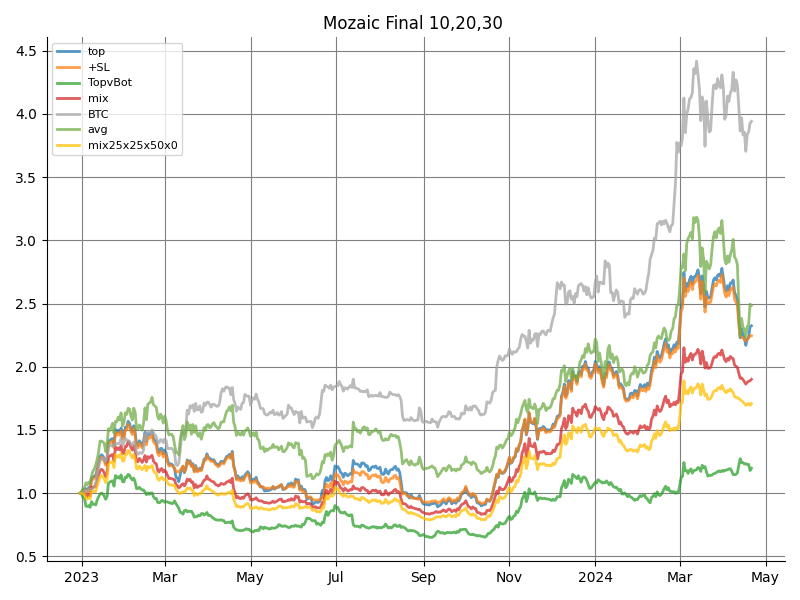 Mozaic Final 10,20,30
top
+SL
TopvBot
mix
BTC
avg
mix25x25x50x0
4.5
4.0
3.5
3.0
2.5
2.0
1.5
1.0
0.5
2023 Mar May Jul Sep Nov 2024 Mar May